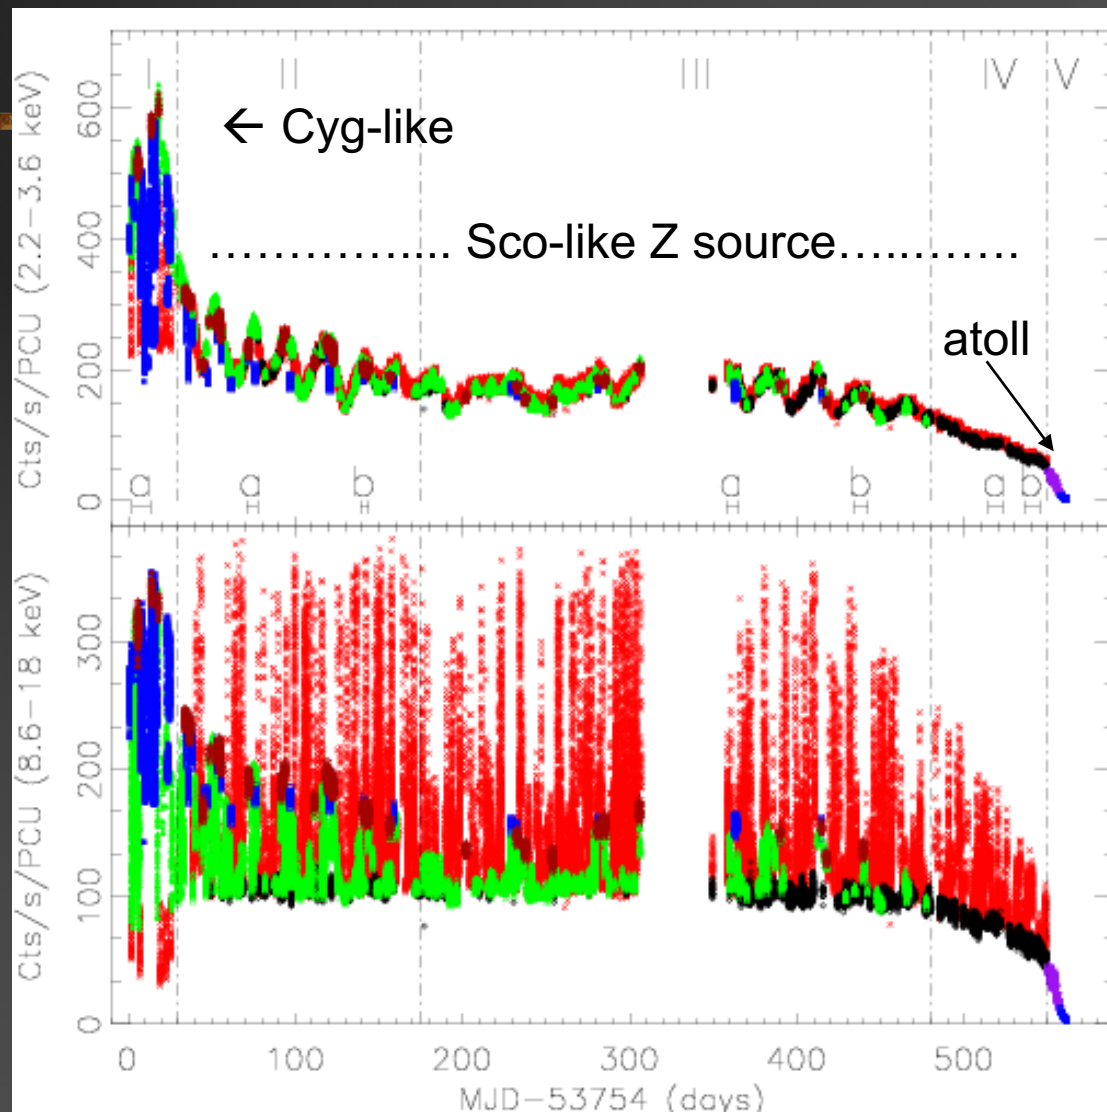 I II III IV V
← Cyg-like
………….... Sco-like Z source…..…….
atoll
a a b a b a b
600
400
200
0
Cts/s/PCU (2.2−3.6 keV)
300
200
100
0
Cts/s/PCU (8.6−18 keV)
0 100 200 300 400 500
MJD−53754 (days)